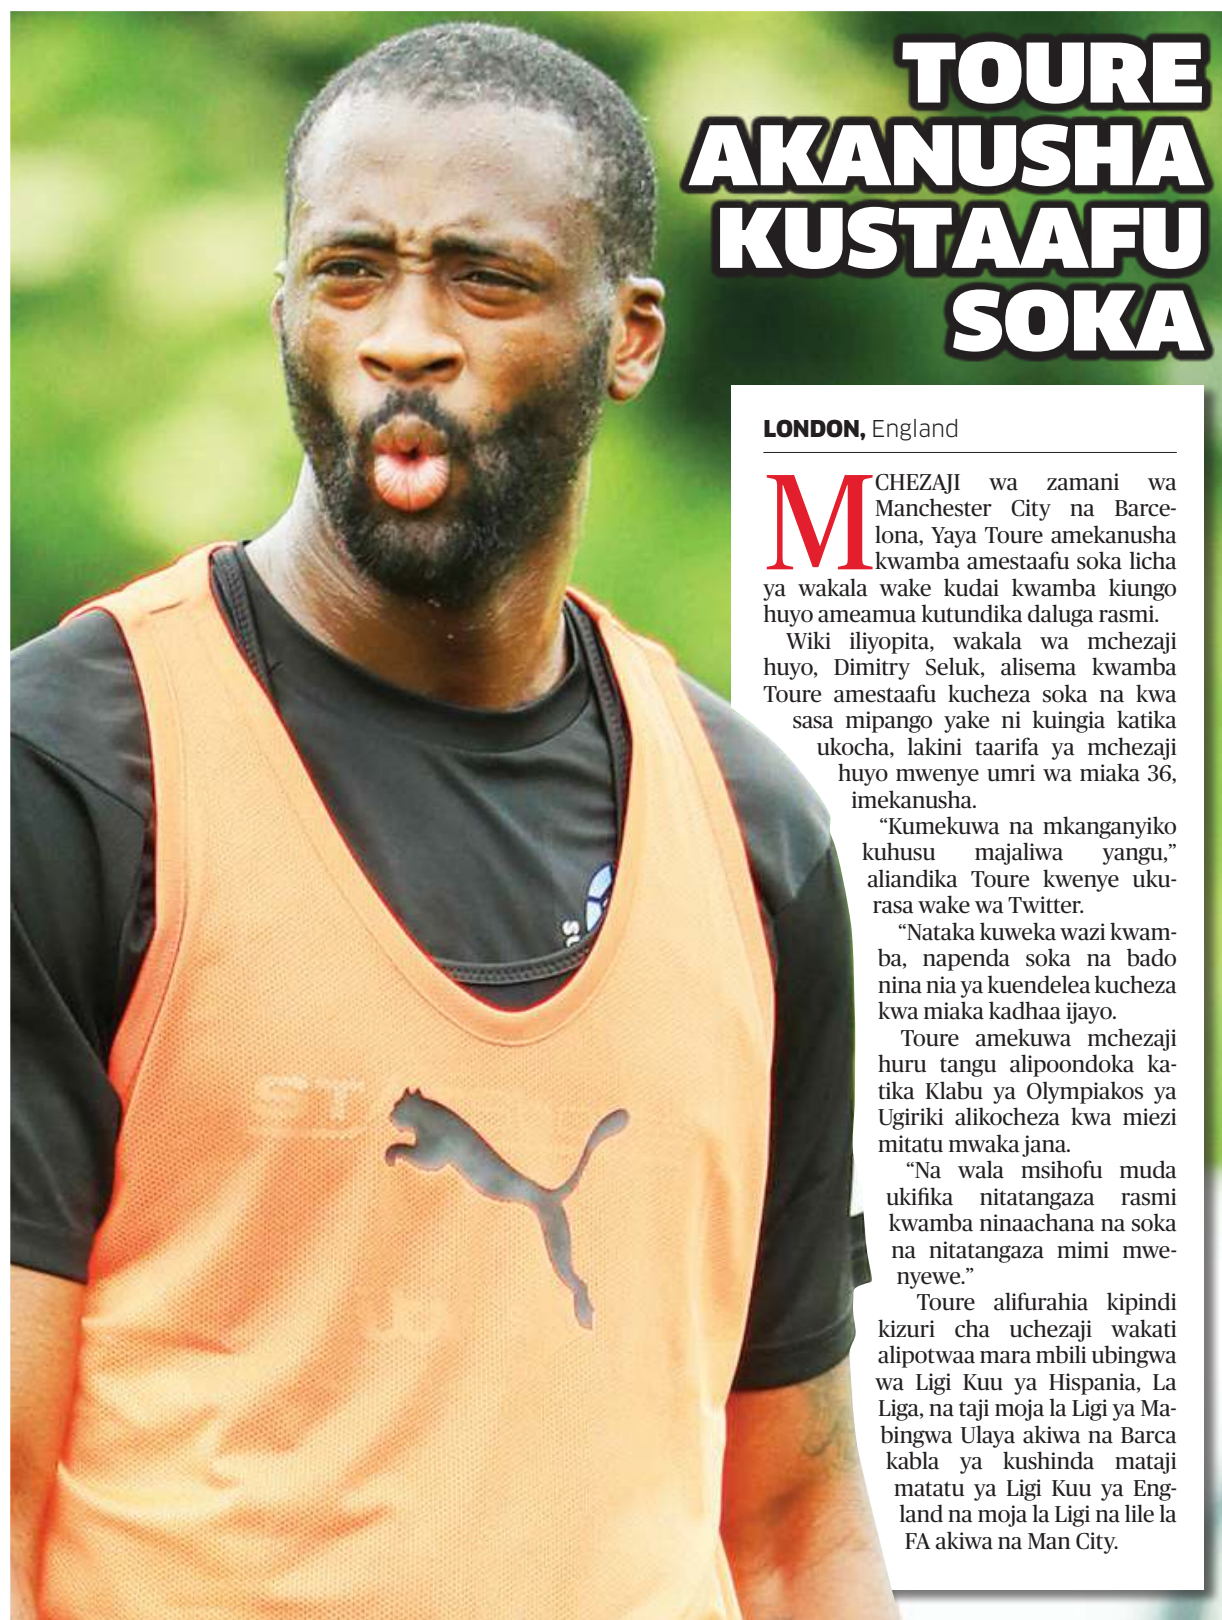 TOURE
AKANUSHA
KUSTAAFU
SOKA
LONDON, England
MCHEZAJI wa zamani wa
Manchester City na Barce-
lona, Yaya Toure amekanusha
kwamba amestaafu soka licha
ya wakala wake kudai kwamba kiungo
huyo ameamua kutundika daluga rasmi.
Wiki iliyopita, wakala wa mchezaji
huyo, Dimitry Seluk, alisema kwamba
Toure amestaafu kucheza soka na kwa
sasa mipango yake ni kuingia katika
ukocha, lakini taarifa ya mchezaji
huyo mwenye umri wa miaka 36,
imekanusha.
“Kumekuwa na mkanganyiko
kuhusu majaliwa yangu,”
aliandika Toure kwenye uku-
rasa wake wa Twitter.
“Nataka kuweka wazi kwam-
ba, napenda soka na bado
nina nia ya kuendelea kucheza
kwa miaka kadhaa ijayo.
Toure amekuwa mchezaji
huru tangu alipoondoka ka-
tika Klabu ya Olympiakos ya
Ugiriki alikocheza kwa miezi
mitatu mwaka jana.
“Na wala msihofu muda
ukifika nitatangaza rasmi
kwamba ninaachana na soka
na nitatangaza mimi mwe-
nyewe.”
Toure alifurahia kipindi
kizuri cha uchezaji wakati
alipotwaa mara mbili ubingwa
wa Ligi Kuu ya Hispania, La
Liga, na taji moja la Ligi ya Ma-
bingwa Ulaya akiwa na Barca
kabla ya kushinda mataji
matatu ya Ligi Kuu ya Eng-
land na moja la Ligi na lile la
FA akiwa na Man City.